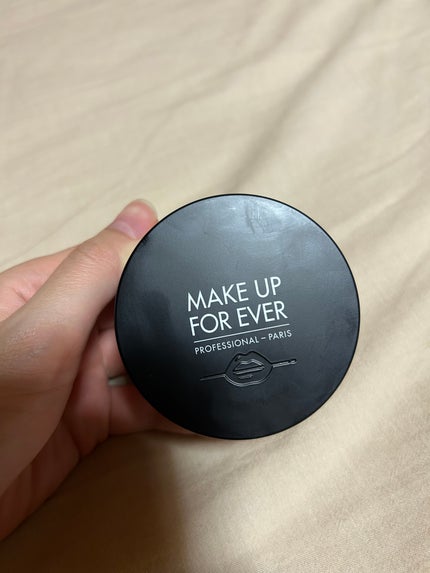 MAKE UP
FOR EVER
PROFESSIONAL – PARIS